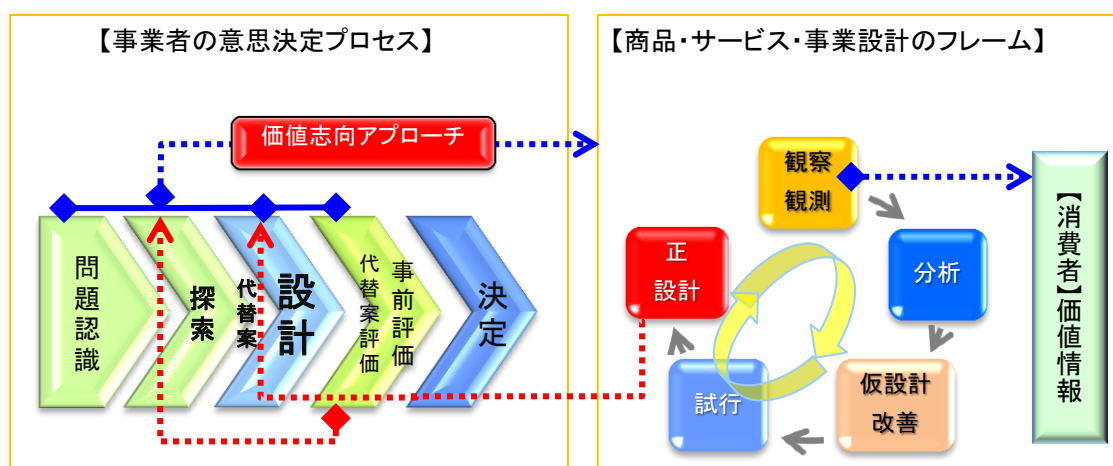 【事業者の意思決定プロセス】
価値志向アプローチ
問題認識
探索
代替案
設計
代替案評価
事前評価
決定
【商品・サービス・事業設計のフレーム】
観察
観測
分析
仮設計
改善
試行
正
設計
【消費者】価値情報